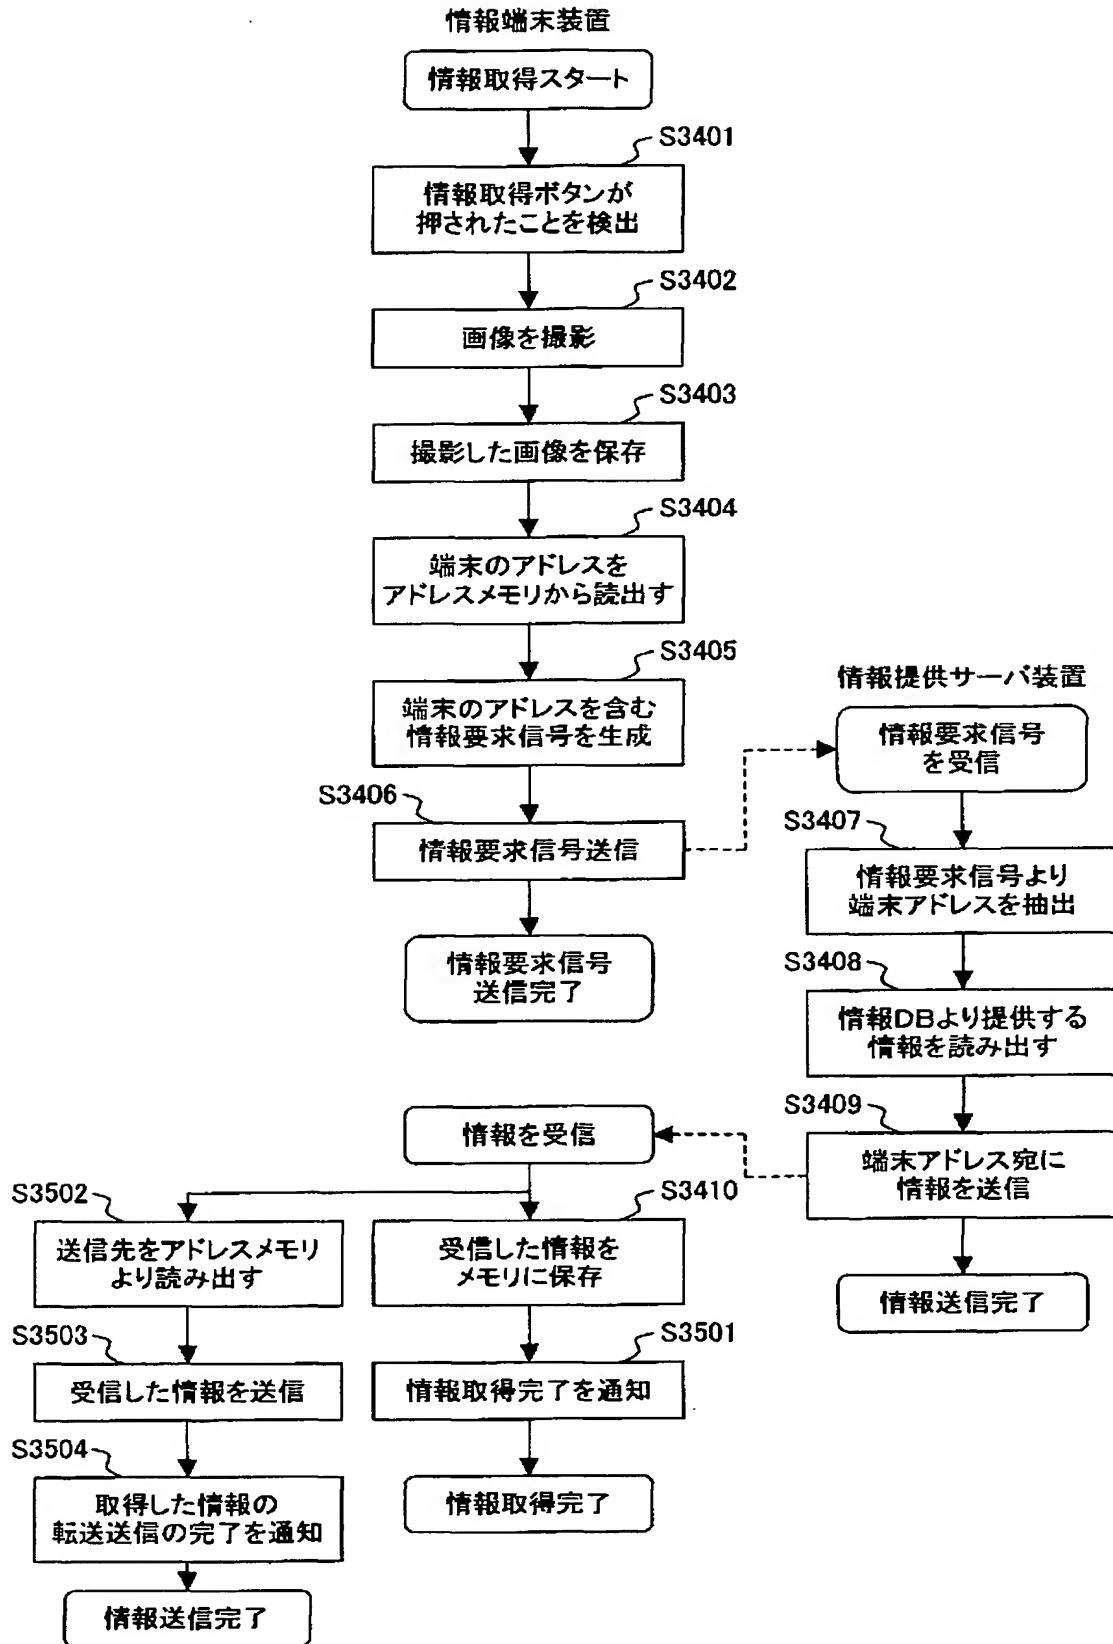 情報端末装置
情報取得スタート
S3401
情報取得ボタンが
押されたことを検出
S3402
画像を撮影
S3403
撮影した画像を保存
S3404
端末のアドレスを
アドレスメモリから読出す
S3405
端末のアドレスを含む
情報要求信号を生成
S3406
情報要求信号送信
情報要求信号
送信完了
情報提供サーバ装置
情報要求信号
を受信
S3407
情報要求信号より
端末アドレスを抽出
S3408
情報DBより提供する
情報を読み出す
S3409
端末アドレス宛に
情報を送信
情報送信完了
情報を受信
S3410
受信した情報を
メモリに保存
S3501
情報取得完了を通知
情報取得完了
S3502
送信先をアドレスメモリ
より読み出す
S3503
受信した情報を送信
S3504
取得した情報の
転送送信の完了を通知
情報送信完了